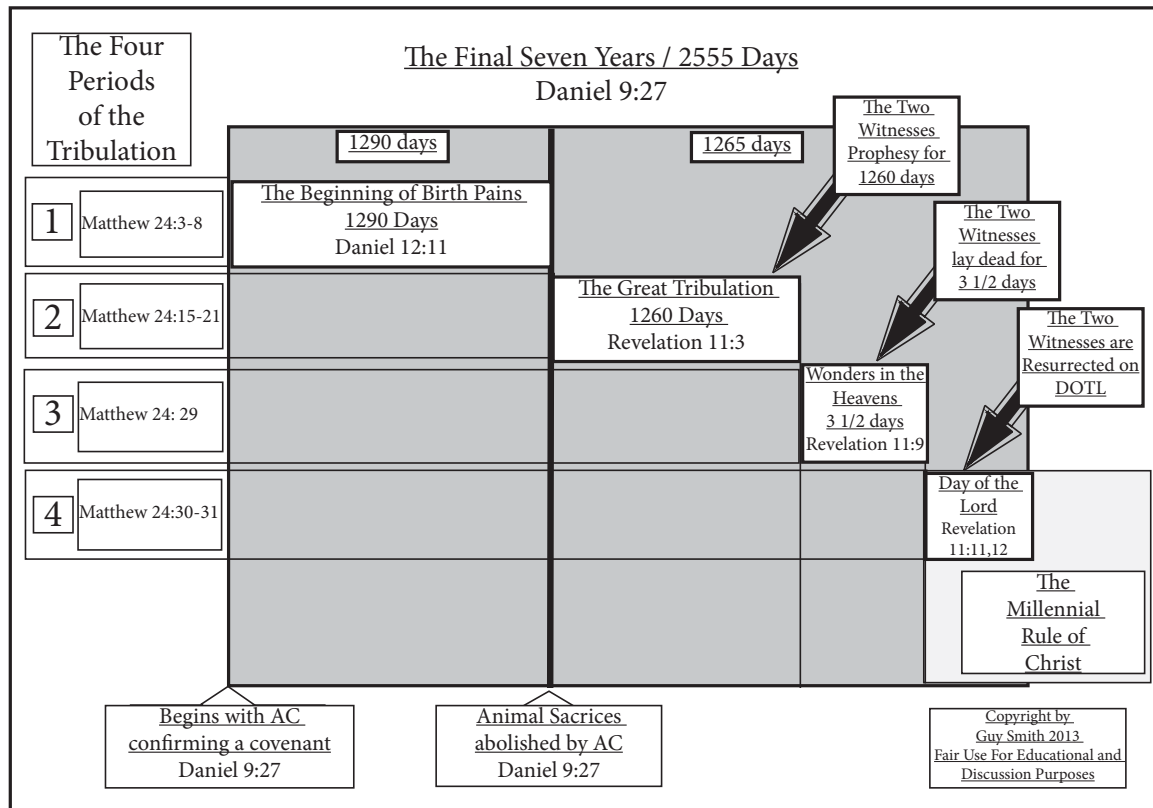 The Four
Periods
of the
Tribulation
The Final Seven Years / 2555 Days
Daniel 9:27
1290 days
1265 days
The Two
Witnesses
Prophesy for
1260 days
The Two
Witnesses
lay dead for
3 1/2 days
The Two
Witnesses are
Resurrected on
DOTL
1
Matthew 24:3-8
The Beginning of Birth Pains
1290 Days
Daniel 12:11
2
Matthew 24:15-21
The Great Tribulation
1260 Days
Revelation 11:3
3
Matthew 24: 29
Wonders in the
Heavens
3 1/2 days
Revelation 11:9
4
Matthew 24:30-31
Day of the
Lord
Revelation
11:11,12
The
Millennial
Rule of
Christ
Begins with AC
confirming a covenant
Daniel 9:27
Animal Sacrices
abolished by AC
Daniel 9:27
Copyright by
Guy Smith 2013
Fair Use For Educational and
Discussion Purposes